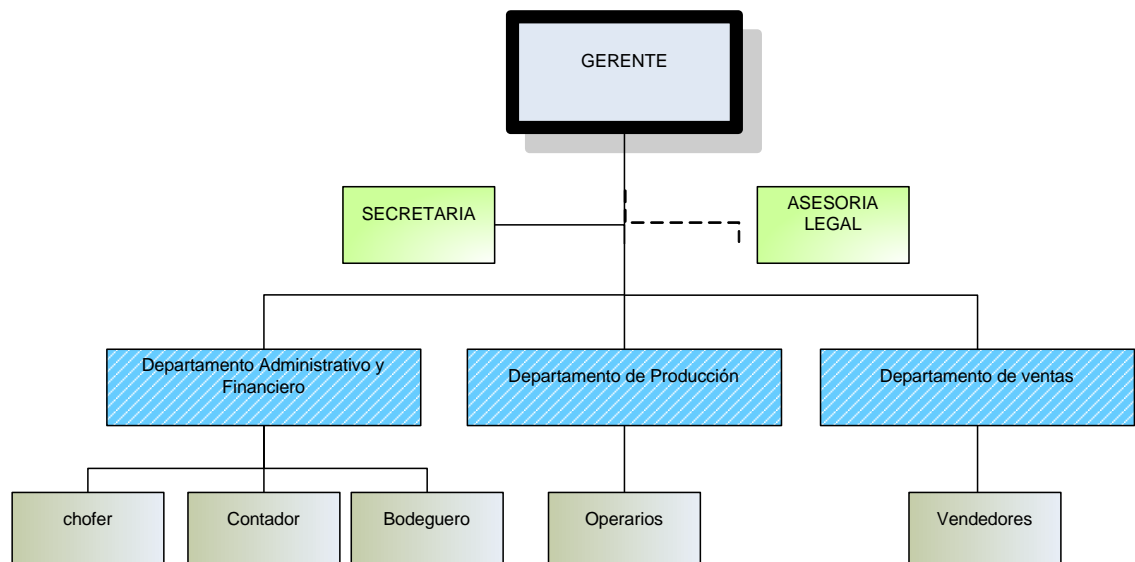 GERENTE
SECRETARIA
ASESORIA
LEGAL
Departamento Administrativo y
Financiero
Departamento de Producción
Departamento de ventas
chofer
Contador
Bodeguero
Operarios
Vendedores